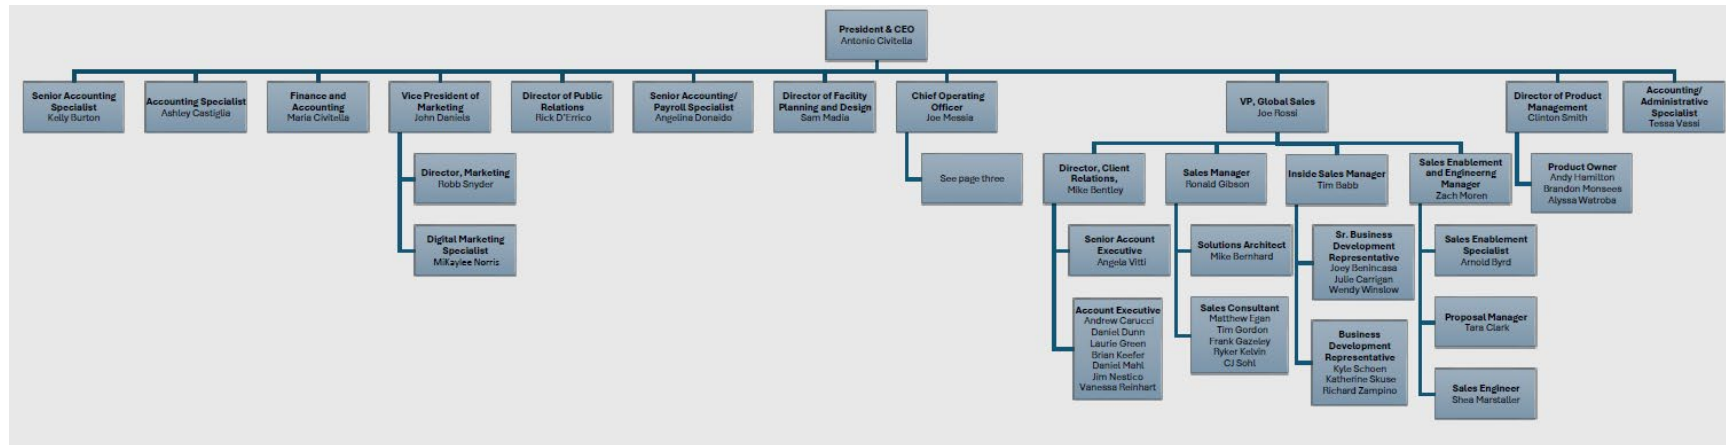 President & CEO
Antonio Civitella
Senior Accounting
Specialist
Kelly Burton
Accounting Specialist
Ashley Castiglia
Finance and
Accounting
Maria Civitella
Vice President of
Marketing
John Daniels
Director of Public
Relations
Rick D'Errico
Senior Accounting/
Payroll Specialist
Angelina Donaido
Director of Facility
Planning and Design
Sam Madia
Chief Operating
Officer
Joe Messia
VP, Global Sales
Joe Rossi
Director of Product
Management
Clinton Smith
Accounting/
Administrative
Specialist
Tessa Vassi
Director, Marketing
Robb Snyder
Digital Marketing
Specialist
MiKaylee Norris
See page three
Director, Client
Relations,
Mike Bentley
Senior Account
Executive
Angela Vitti
Account Executive
Andrew Carucci
Daniel Dunn
Laurie Green
Brian Keefer
Daniel Mahl
Jim Nestico
Vanessa Reinhart
Sales Manager
Ronald Gibson
Solutions Architect
Mike Bernhard
Sales Consultant
Matthew Egan
Tim Gordon
Frank Gazeley
Ryker Kelvin
CJ Sohl
Inside Sales Manager
Tim Babb
Sr. Business
Development
Representative
Joey Benincasa
Julie Carrigan
Wendy Winslow
Business
Development
Representative
Kyle Schoen
Katherine Skuse
Richard Zampino
Sales Enablement
and Engineerng
Manager
Zach Moren
Sales Enablement
Specialist
Arnold Byrd
Proposal Manager
Tara Clark
Sales Engineer
Shea Marstaller
Product Owner
Andy Hamilton
Brandon Monsees
Alyssa Watroba